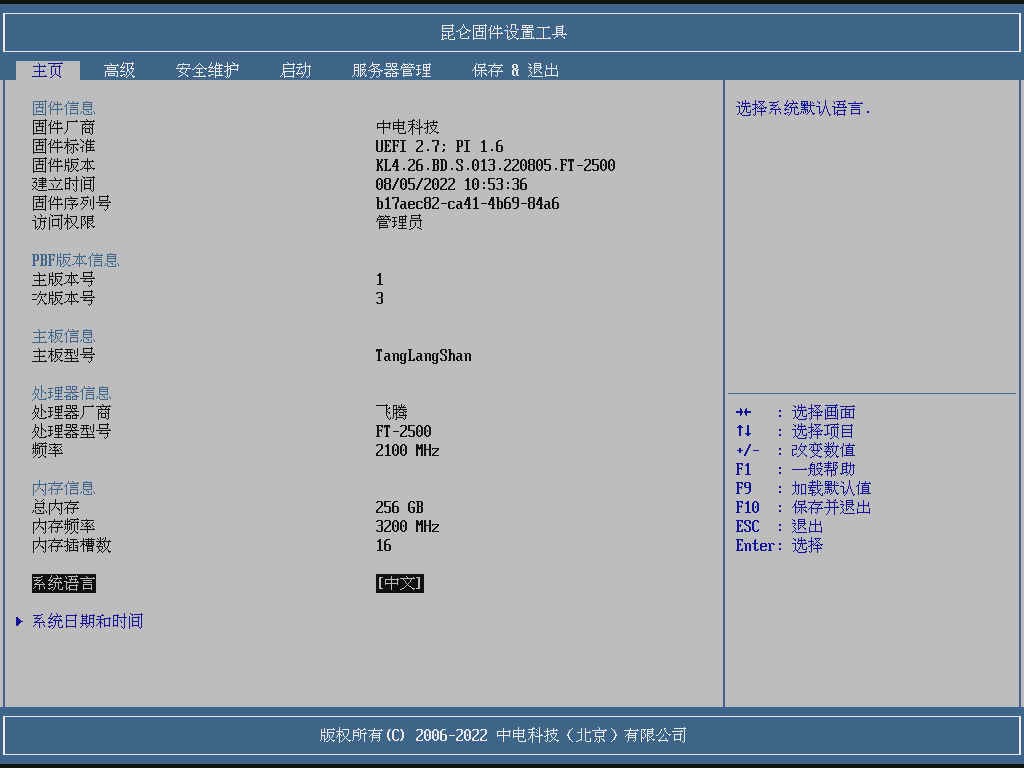 昆仑固件设置工具
主页 高级 安全维护 启动 服务器管理 保存 & 退出
固件信息
固件厂商 中电科技
固件标准 UEFI 2.7; PI 1.6
固件版本 KL4.26.BD.S.013.220805.FT-2500
建立时间 08/05/2022 10:53:36
固件序列号 b17aec82-ca41-4b69-84a6
访问权限 管理员
PBF版本信息
主版本号 1
次版本号 3
主板信息
主板型号 TangLangShan
处理器信息
处理器厂商 飞腾
处理器型号 FT-2500
频率 2100 MHz
内存信息
总内存 256 GB
内存频率 3200 MHz
内存插槽数 16
系统语言 [中文]
系统日期和时间
选择系统默认语言.
→← : 选择画面
↑↓ : 选择项目
+/- : 改变数值
F1 : 一般帮助
F9 : 加载默认值
F10 : 保存并退出
ESC : 退出
Enter: 选择
版权所有(C) 2006-2022 中电科技（北京）有限公司